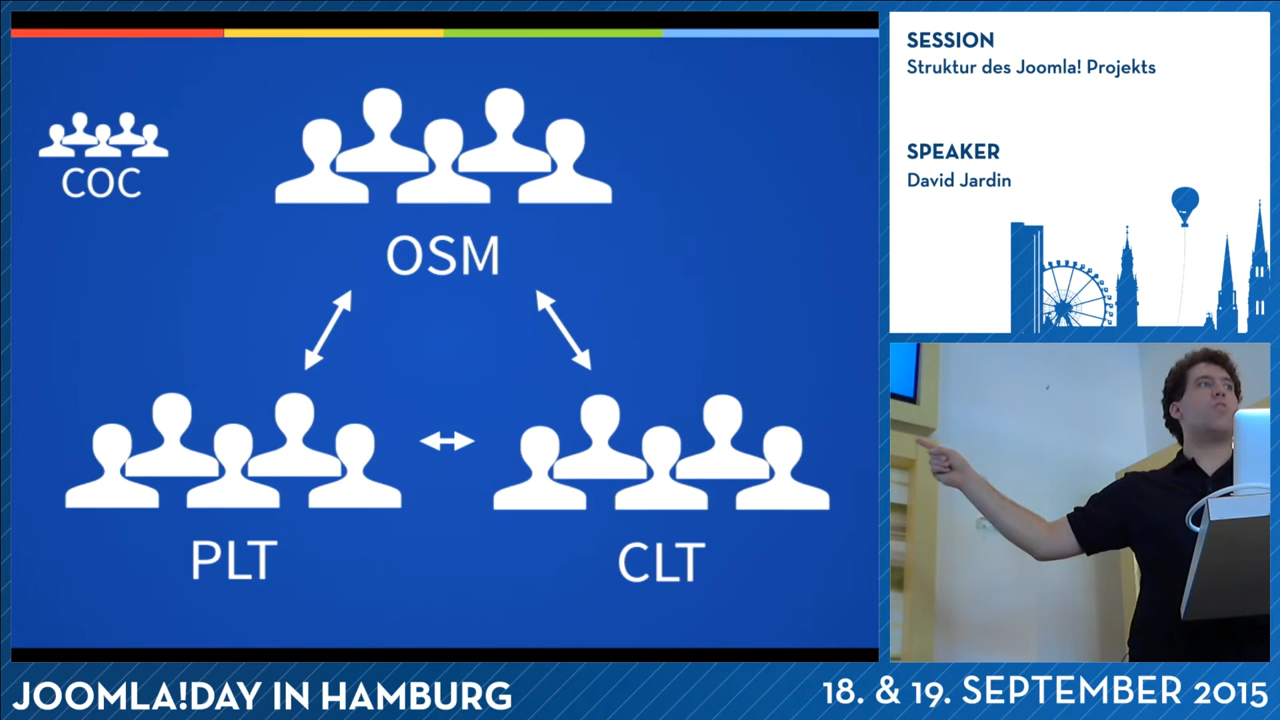 COC
OSM
PLT
CLT
SESSION
Struktur des Joomla! Projekts
SPEAKER
David Jardin
JOOMLA!DAY IN HAMBURG
18. & 19. SEPTEMBER 2015